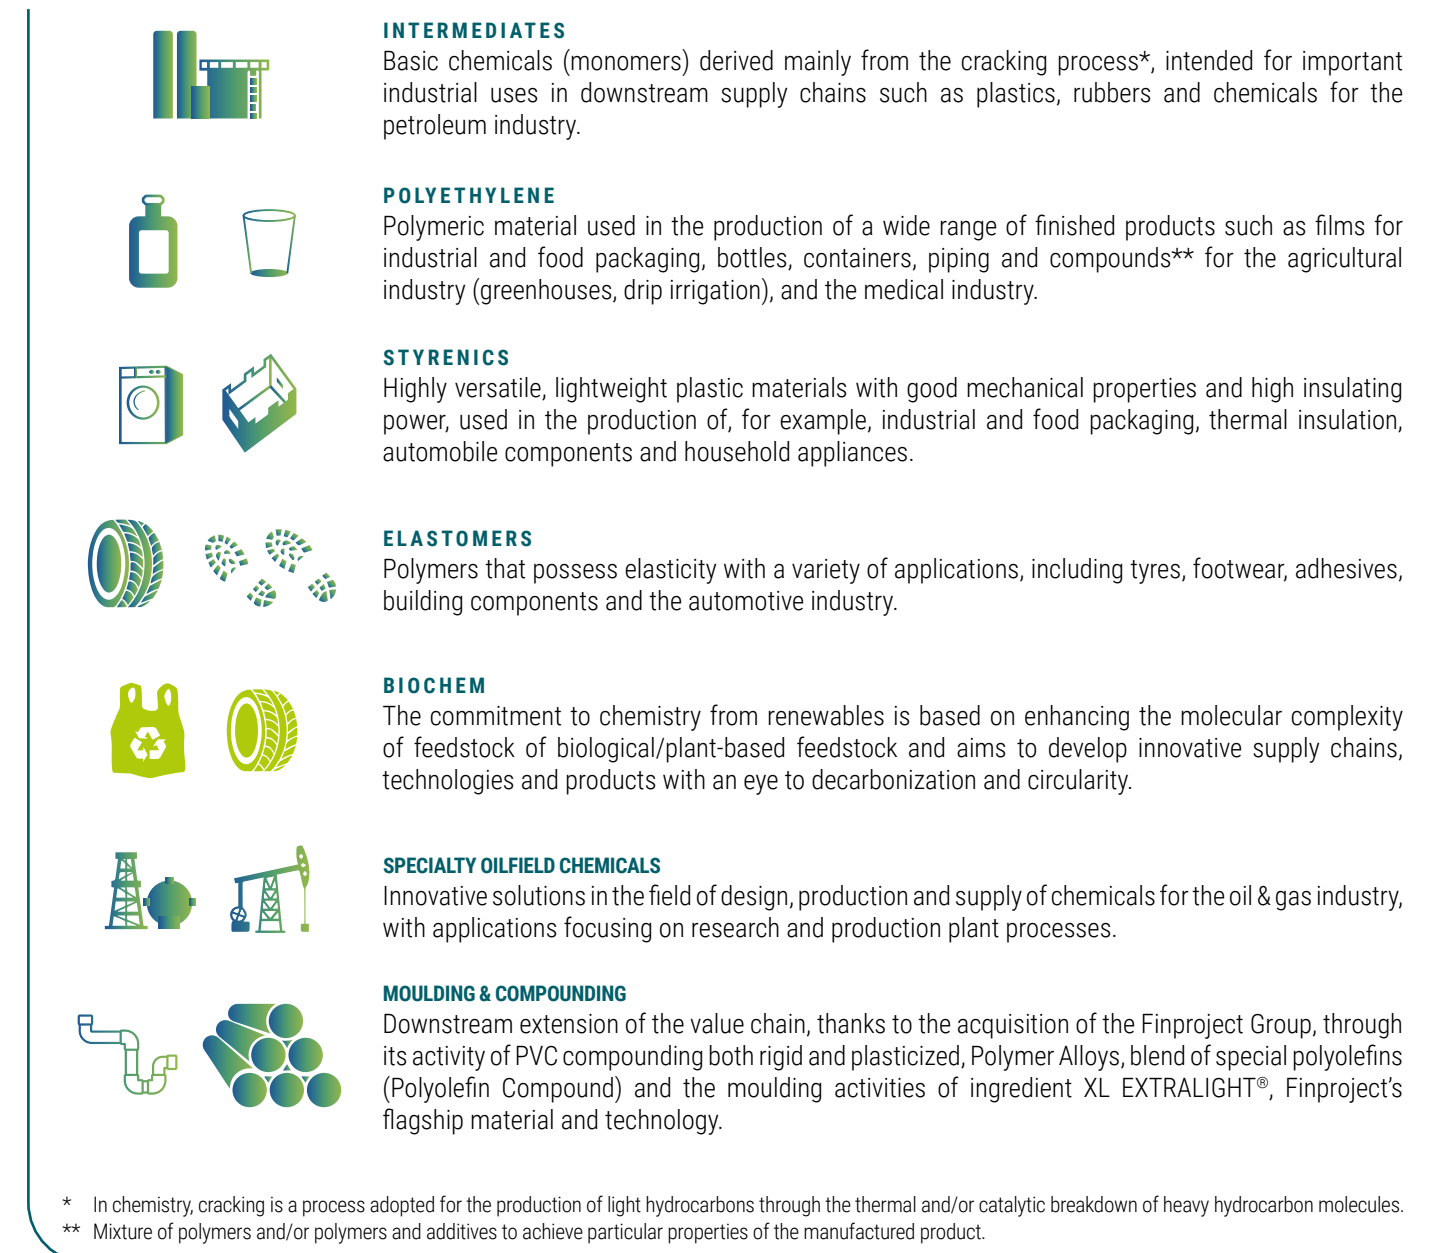 INTERMEDIATES
Basic chemicals (monomers) derived mainly from the cracking process*, intended for important
industrial uses in downstream supply chains such as plastics, rubbers and chemicals for the
petroleum industry.
POLYETHYLENE
Polymeric material used in the production of a wide range of finished products such as films for
industrial and food packaging, bottles, containers, piping and compounds** for the agricultural
industry (greenhouses, drip irrigation), and the medical industry.
STYRENICS
Highly versatile, lightweight plastic materials with good mechanical properties and high insulating
power, used in the production of, for example, industrial and food packaging, thermal insulation,
automobile components and household appliances.
ELASTOMERS
Polymers that possess elasticity with a variety of applications, including tyres, footwear, adhesives,
building components and the automotive industry.
BIOCHEM
The commitment to chemistry from renewables is based on enhancing the molecular complexity
of feedstock of biological/plant-based feedstock and aims to develop innovative supply chains,
technologies and products with an eye to decarbonization and circularity.
SPECIALTY OILFIELD CHEMICALS
Innovative solutions in the field of design, production and supply of chemicals for the oil & gas industry,
with applications focusing on research and production plant processes.
MOULDING & COMPOUNDING
Downstream extension of the value chain, thanks to the acquisition of the Finproject Group, through
its activity of PVC compounding both rigid and plasticized, Polymer Alloys, blend of special polyolefins
(Polyolefin Compound) and the moulding activities of ingredient XL EXTRALIGHT®, Finproject's
flagship material and technology.
* In chemistry, cracking is a process adopted for the production of light hydrocarbons through the thermal and/or catalytic breakdown of heavy hydrocarbon molecules.
** Mixture of polymers and/or polymers and additives to achieve particular properties of the manufactured product.